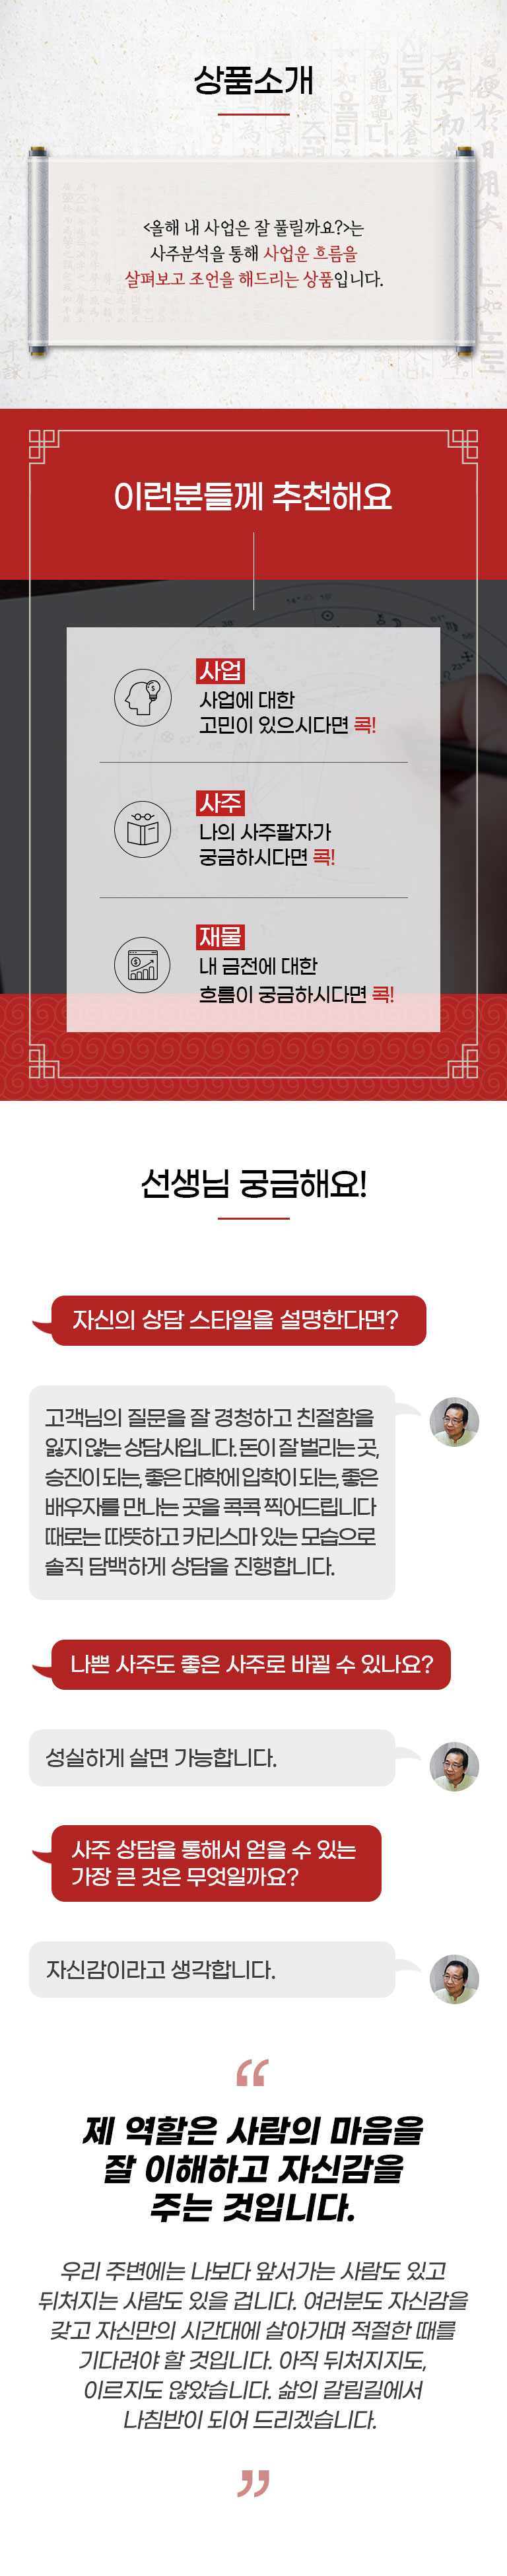 상품소개
<올해 내 사업은 잘 풀릴까요?>는
사주분석을 통해 사업운 흐름을
살펴보고 조언을 해드리는 상품입니다.
이런분들께 추천해요
사업
사업에 대한
고민이 있으시다면 콕!
사주
나의 사주팔자가
궁금하시다면 콕!
재물
내 금전에 대한
흐름이 궁금하시다면 콕!
선생님 궁금해요!
자신의 상담 스타일을 설명한다면?
고객님의 질문을 잘 경청하고 친절함을
잃지 않는 상담사입니다. 돈이 잘 벌리는 곳,
승진이 되는, 좋은 대학에 입학이 되는, 좋은
배우자를 만나는 곳을 콕콕 찍어드립니다
때로는 따뜻하고 카리스마 있는 모습으로
솔직 담백하게 상담을 진행합니다.
나쁜 사주도 좋은 사주로 바뀔 수 있나요?
성실하게 살면 가능합니다.
사주 상담을 통해서 얻을 수 있는
가장 큰 것은 무엇일까요?
자신감이라고 생각합니다.
“
제 역할은 사람의 마음을
잘 이해하고 자신감을
주는 것입니다.
우리 주변에는 나보다 앞서가는 사람도 있고
뒤처지는 사람도 있을 겁니다. 여러분도 자신감을
갖고 자신만의 시간대에 살아가며 적절한 때를
기다려야 할 것입니다. 아직 뒤처지지도,
이르지도 않았습니다. 삶의 갈림길에서
나침반이 되어 드리겠습니다.
”